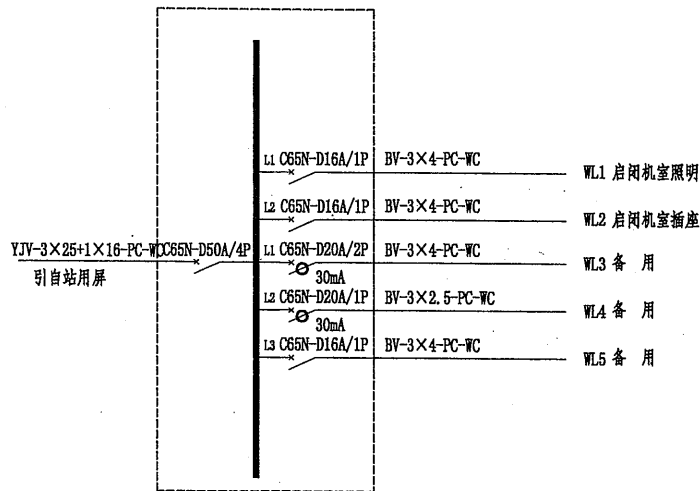 L1 C65N-D16A/1P BV-3×4-PC-WC WL1 启闭机室照明
L2 C65N-D16A/1P BV-3×4-PC-WC WL2 启闭机室插座
YJV-3×25+1×16-PC-WC C65N-D50A/4P L1 C65N-D20A/2P BV-3×4-PC-WC WL3 备 用
引自站用屏 30mA
L2 C65N-D20A/1P BV-3×2.5-PC-WC WL4 备 用
30mA
L3 C65N-D16A/1P BV-3×4-PC-WC WL5 备 用